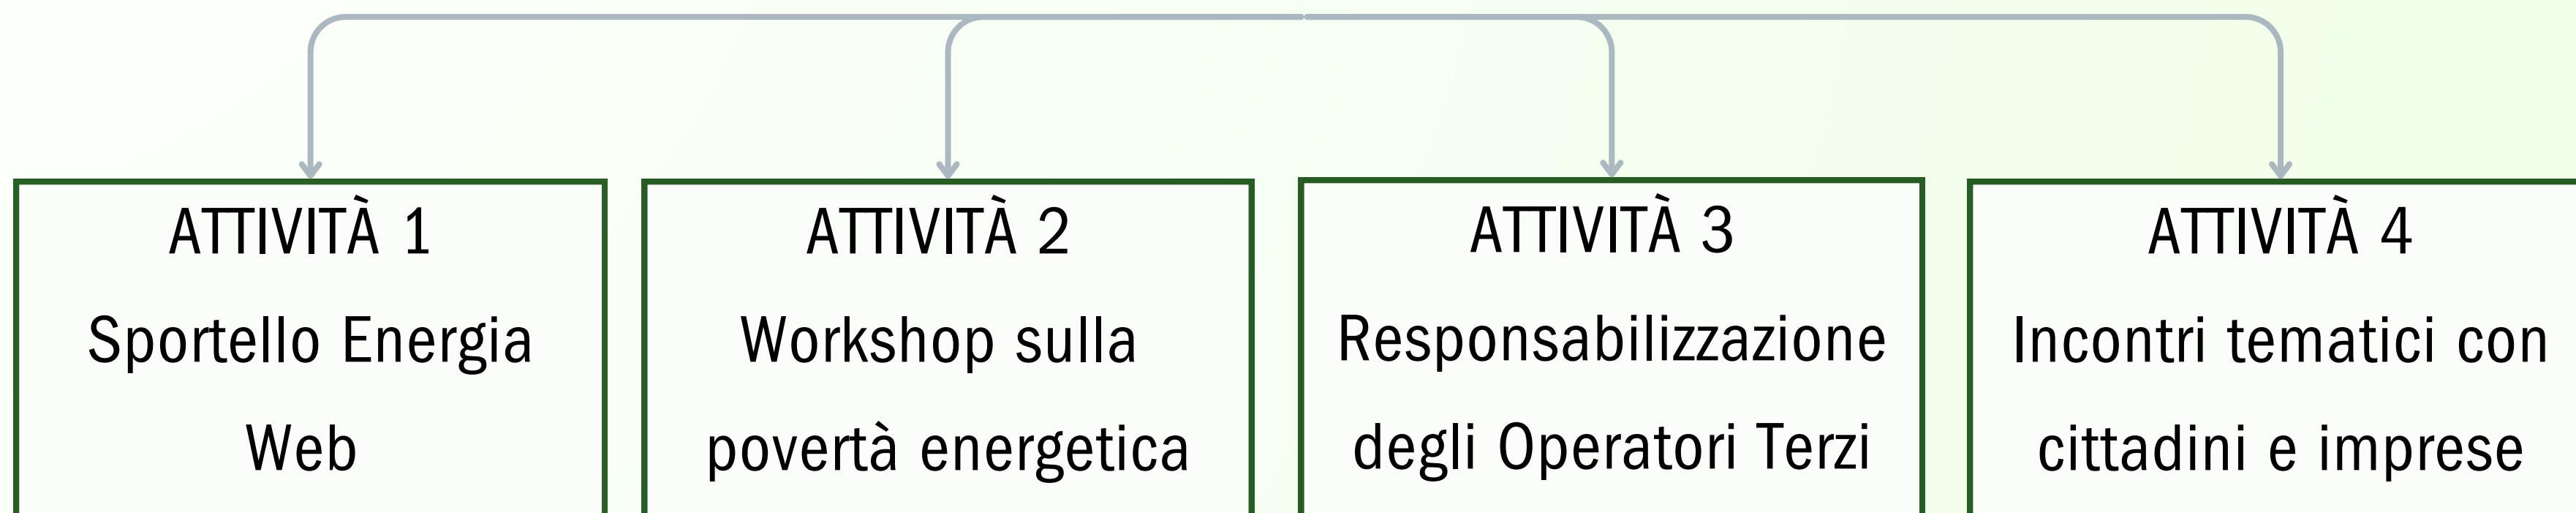 ATTIVITÀ 1
Sportello Energia
Web
ATTIVITÀ 2
Workshop sulla
povertà energetica
ATTIVITÀ 3
Responsabilizzazione
degli Operatori Terzi
ATTIVITÀ 4
Incontri tematici con
cittadini e imprese